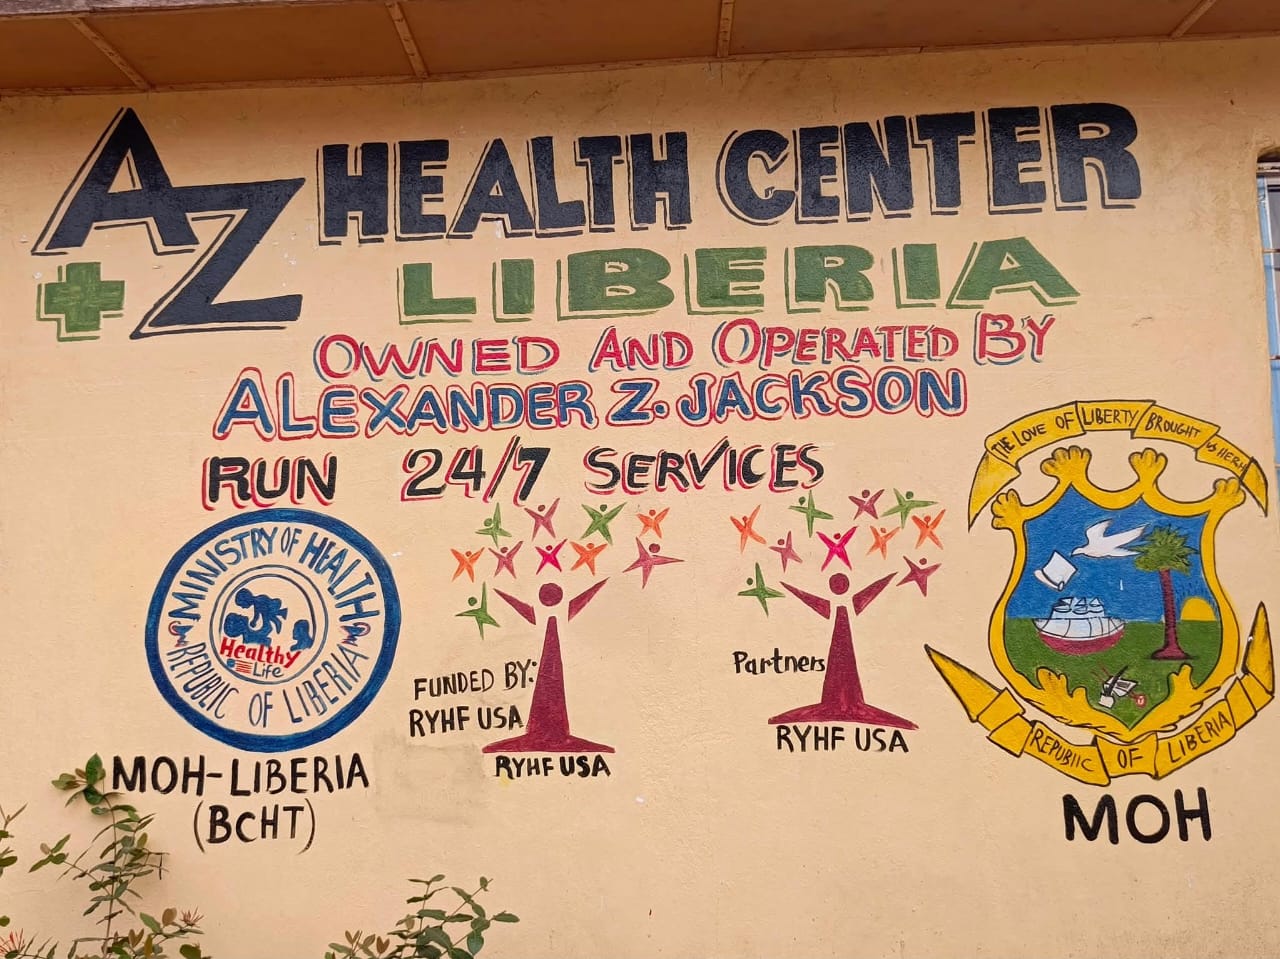 AZ HEALTH CENTER
LIBERIA
OWNED AND OPERATED BY
ALEXANDER Z. JACKSON
RUN 24/7 SERVICES
MINISTRY OF HEALTH
REPUBLIC OF LIBERIA
Healthy
Life
MOH-LIBERIA
(BCHT)
FUNDED BY:
RYHF USA
RYHF USA
Partners
RYHF USA
THE LOVE OF LIBERTY BROUGHT US HERE
REPUBLIC OF LIBERIA
MOH